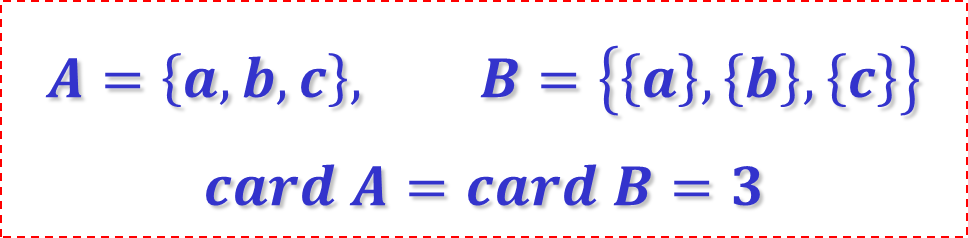 A = {a, b, c}, B = {{a}, {b}, {c}}
card A = card B = 3